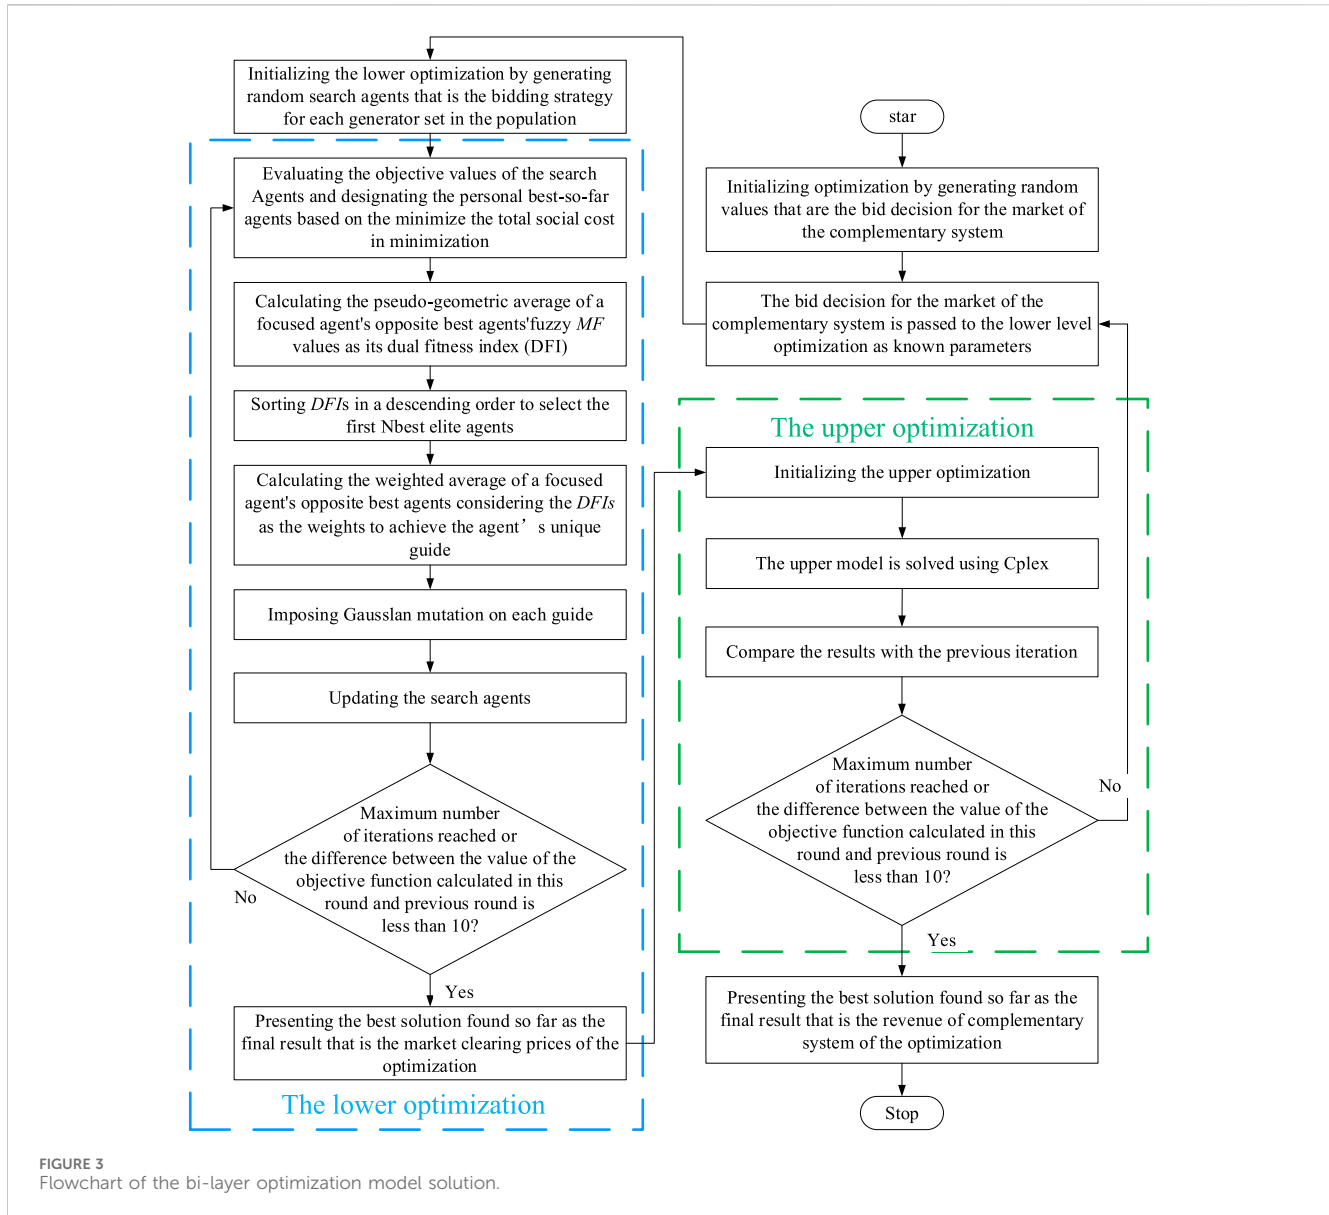 Initializing the lower optimization by generating
random search agents that is the bidding strategy
for each generator set in the population
Evaluating the objective values of the search
Agents and designating the personal best-so-far
agents based on the minimize the total social cost
in minimization
Calculating the pseudo-geometric average of a
focused agent's opposite best agents'fuzzy MF
values as its dual fitness index (DFI)
Sorting DFIs in a descending order to select the
first Nbest elite agents
Calculating the weighted average of a focused
agent's opposite best agents considering the DFIs
as the weights to achieve the agent’ s unique
guide
Imposing Gausslan mutation on each guide
Updating the search agents
Maximum number
of iterations reached or
the difference between the value of the
objective function calculated in this
round and previous round is
less than 10?
No
Yes
Presenting the best solution found so far as the
final result that is the market clearing prices of the
optimization
The lower optimization
star
Initializing optimization by generating random
values that are the bid decision for the market of
the complementary system
The bid decision for the market of the
complementary system is passed to the lower level
optimization as known parameters
The upper optimization
Initializing the upper optimization
The upper model is solved using Cplex
Compare the results with the previous iteration
Maximum number
of iterations reached or
the difference between the value of the
objective function calculated in this
round and previous round is
less than 10?
No
Yes
Presenting the best solution found so far as the
final result that is the revenue of complementary
system of the optimization
Stop
FIGURE 3
Flowchart of the bi-layer optimization model solution.